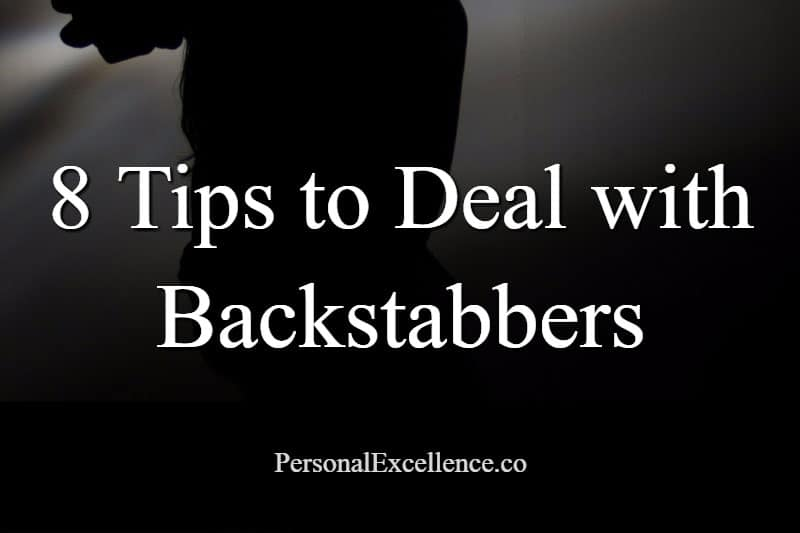 8 Tips to Deal with
Backstabbers
PersonalExcellence.co